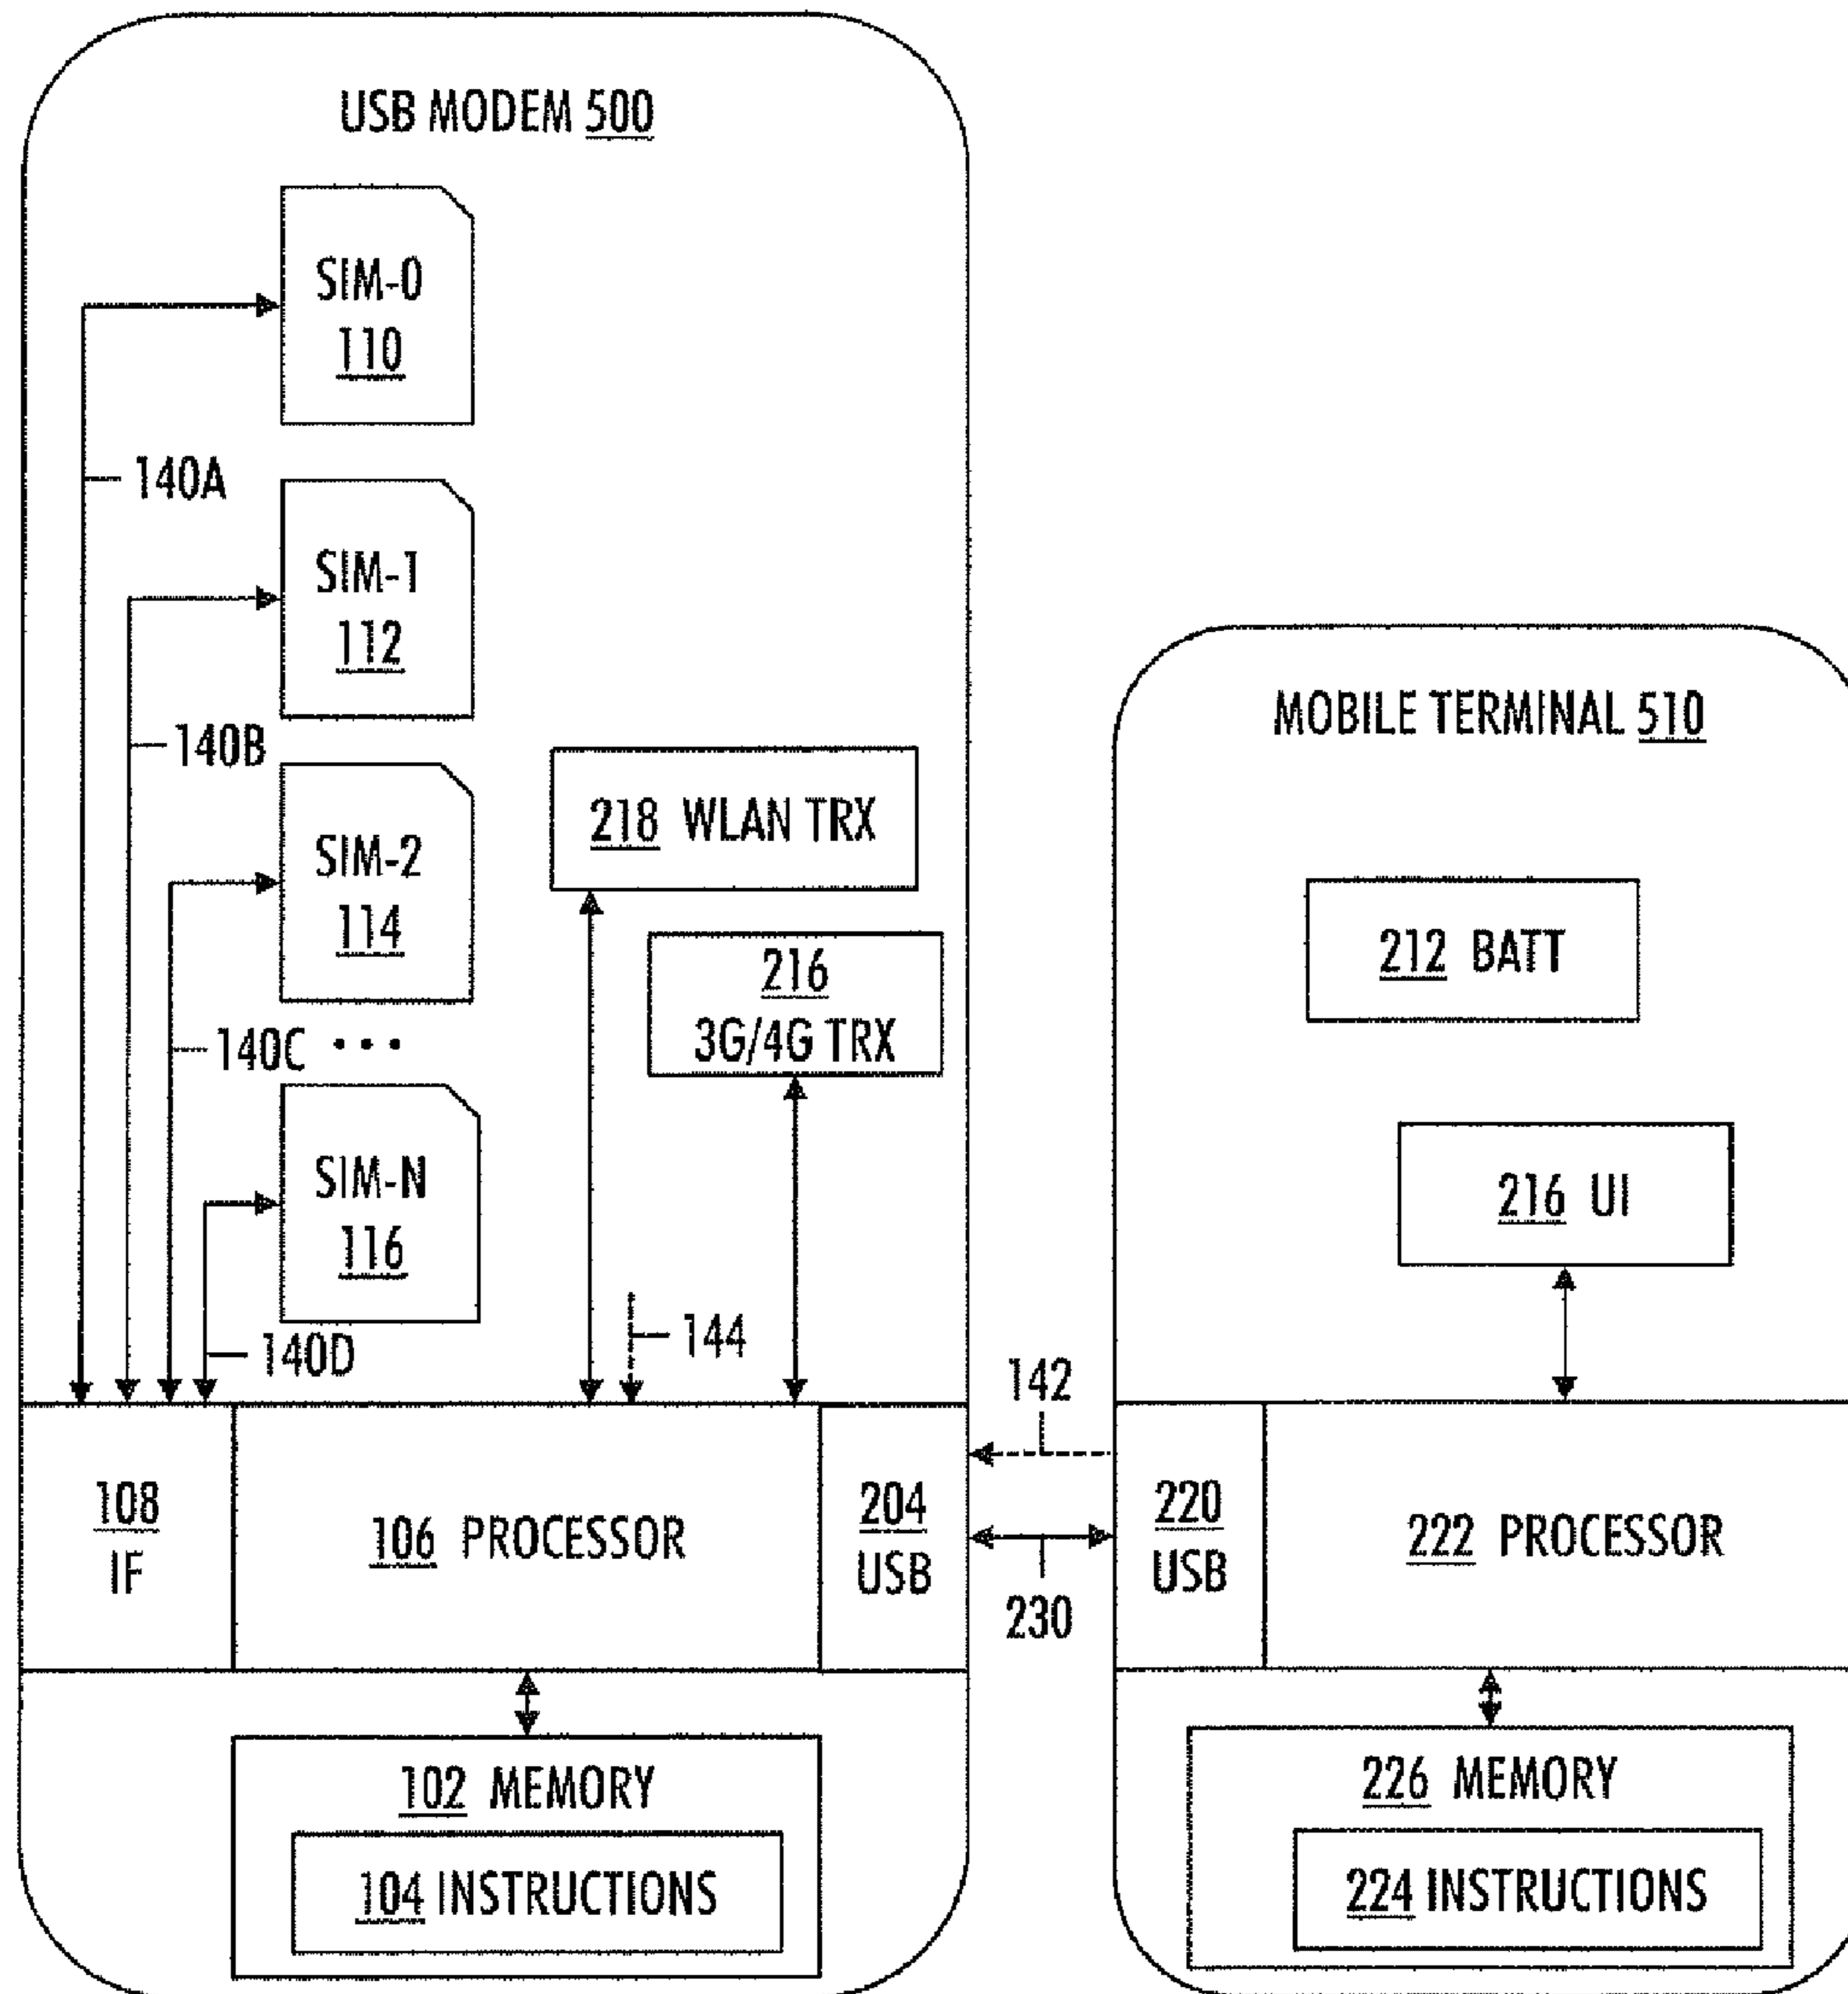 USB MODEM 500
SIM-0
110
140A
SIM-1
112
140B
SIM-2
114
218 WLAN TRX
216
3G/4G TRX
140C
...
SIM-N
116
140D
144
108
IF
106 PROCESSOR
204
USB
102 MEMORY
104 INSTRUCTIONS
142
230
MOBILE TERMINAL 510
212 BATT
216 UI
220
USB
222 PROCESSOR
226 MEMORY
224 INSTRUCTIONS